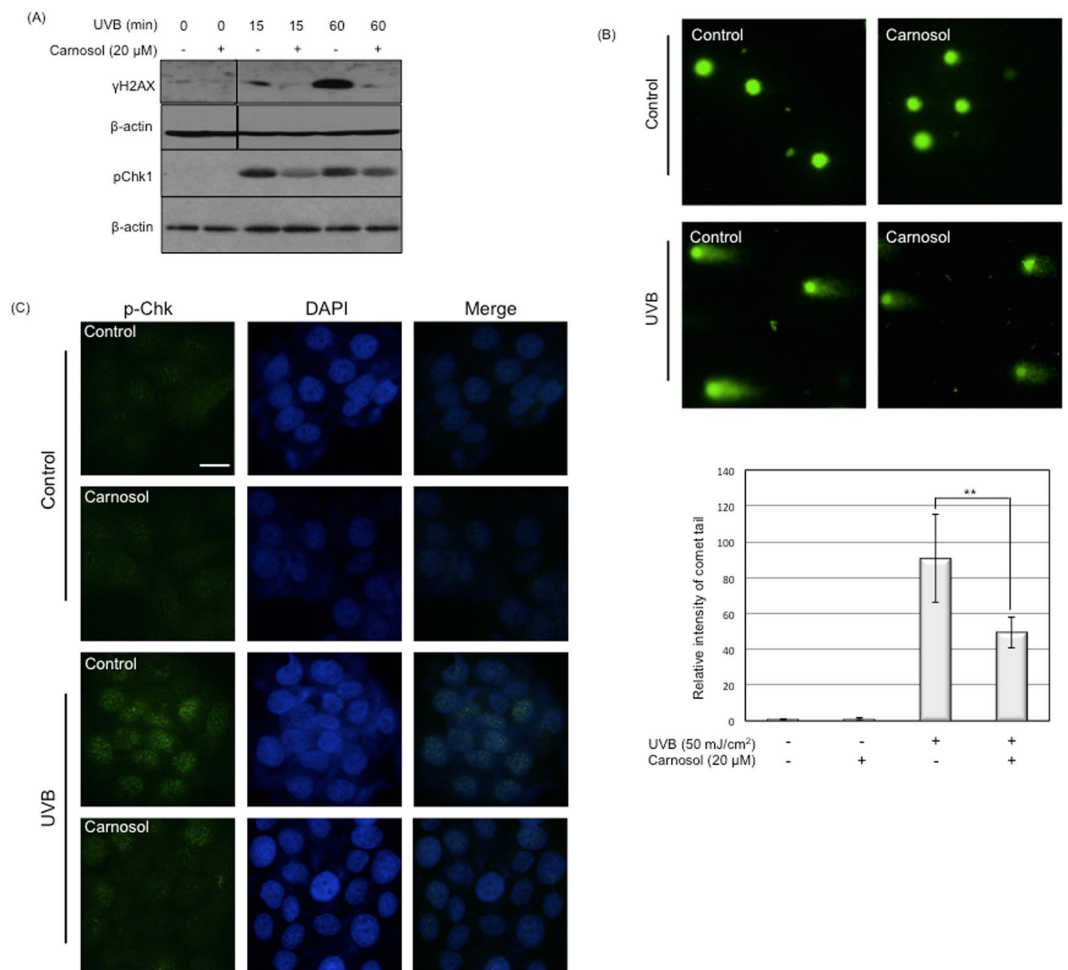 (A)
UVB (min) 0 0 15 15 60 60
Carnosol (20 µM) - + - + - +
γH2AX
β-actin
pChk1
β-actin
(B)
Control Carnosol
Control
Control Carnosol
UVB
Relative intensity of comet tail
140
120
100
80
60
40
20
0
**
UVB (50 mJ/cm²) - - + +
Carnosol (20 µM) - + - +
(C)
p-Chk DAPI Merge
Control
Control
Carnosol
UVB
Control
Carnosol